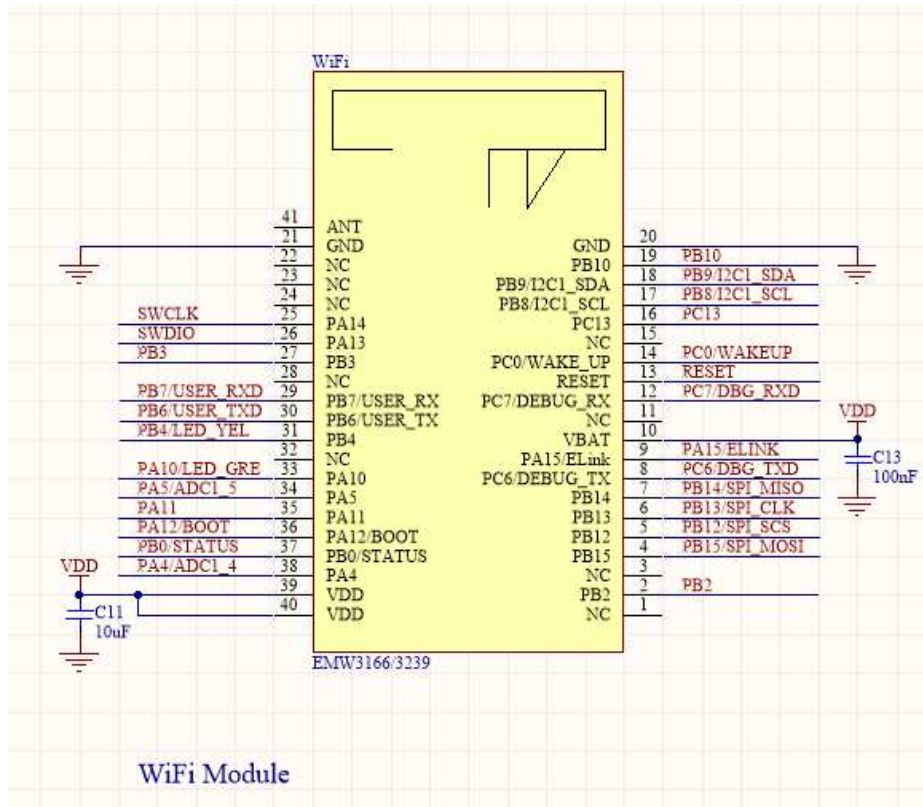 WiFi
41 ANT
21 GND
22 NC
23 NC
24 NC
SWCLK 25 PA14
SWDIO 26 PA13
PB3 27 PB3
28 NC
PB7/USER_RXD 29 PB7/USER_RX
PB6/USER_TXD 30 PB6/USER_TX
PB4/LED_YEL 31 PB4
32 NC
PA10/LED_GRE 33 PA10
PA5/ADC1_5 34 PA5
PA11 35 PA11
PA12/BOOT 36 PA12/BOOT
PB0/STATUS 37 PB0/STATUS
PA4/ADC1_4 38 PA4
VDD
39 VDD
40 VDD
C11
10uF
GND 20
PB10 19 PB10
PB9/I2C1_SDA 18 PB9/I2C1_SDA
PB8/I2C1_SCL 17 PB8/I2C1_SCL
PC13 16 PC13
NC 15
PC0/WAKE_UP 14 PC0/WAKEUP
RESET 13 RESET
PC7/DEBUG_RX 12 PC7/DBG_RXD
NC 11
VBAT 10
VDD
PA15/ELink 9 PA15/ELINK
PC6/DEBUG_TX 8 PC6/DBG_TXD
PB14 7 PB14/SPI_MISO
PB13 6 PB13/SPI_CLK
PB12 5 PB12/SPI_SCS
PB15 4 PB15/SPI_MOSI
NC 3
PB2 2 PB2
NC 1
C13
100nF
EMW3166/3239
WiFi Module